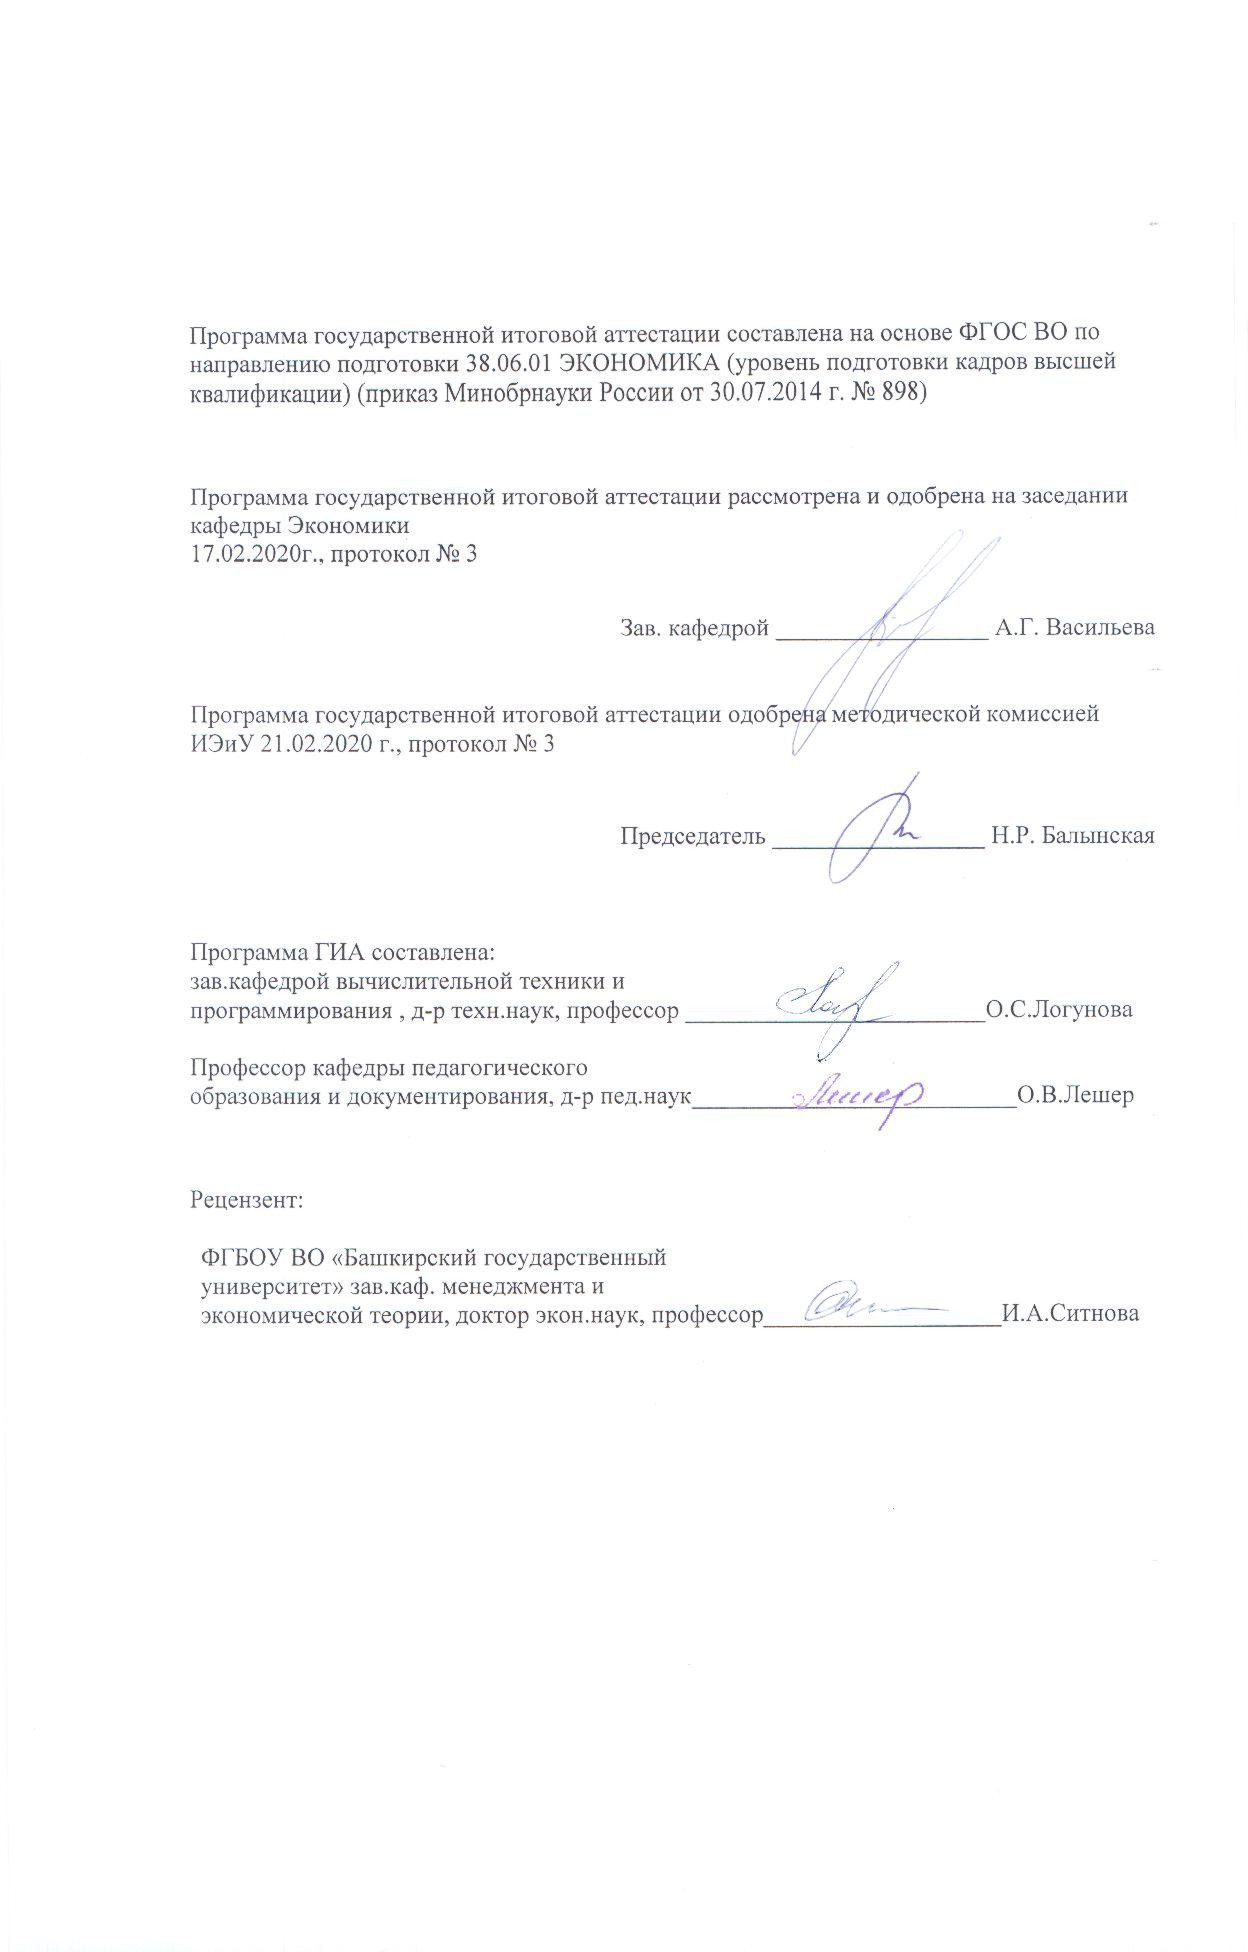 Программа государственной итоговой аттестации составлена на основе ФГОС ВО по
направлению подготовки 38.06.01 ЭКОНОМИКА (уровень подготовки кадров высшей
квалификации) (приказ Минобрнауки России от 30.07.2014 г. № 898)
Программа государственной итоговой аттестации рассмотрена и одобрена на заседании
кафедры Экономики
17.02.2020г., протокол № 3
Зав. кафедрой _________________ А.Г. Васильева
Программа государственной итоговой аттестации одобрена методической комиссией
ИЭиУ 21.02.2020 г., протокол № 3
Председатель _________________ Н.Р. Балынская
Программа ГИА составлена:
зав.кафедрой вычислительной техники и
программирования , д-р техн.наук, профессор ________________________О.С.Логунова
Профессор кафедры педагогического
образования и документирования, д-р пед.наук__________________________О.В.Лешер
Рецензент:
ФГБОУ ВО «Башкирский государственный
университет» зав.каф. менеджмента и
экономической теории, доктор экон.наук, профессор___________________И.А.Ситнова